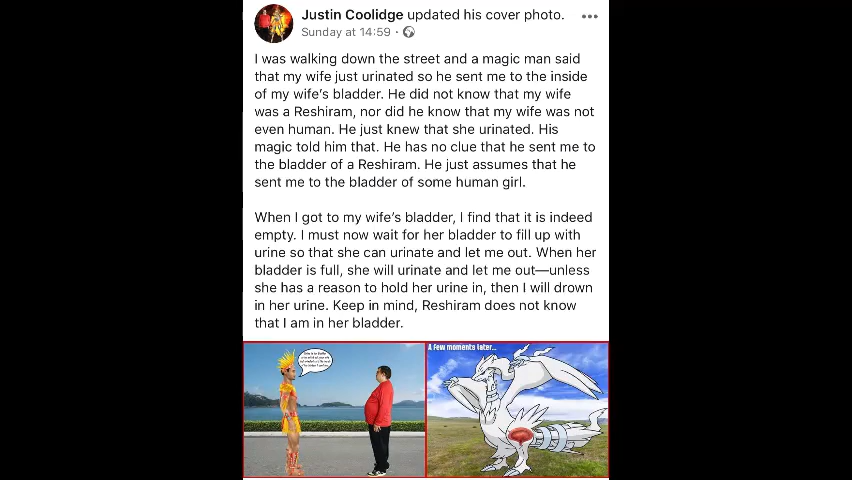 Justin Coolidge updated his cover photo.
Sunday at 14:59 ·
I was walking down the street and a magic man said
that my wife just urinated so he sent me to the inside
of my wife’s bladder. He did not know that my wife
was a Reshiram, nor did he know that my wife was not
even human. He just knew that she urinated. His
magic told him that. He has no clue that he sent me to
the bladder of a Reshiram. He just assumes that he
sent me to the bladder of some human girl.
When I got to my wife’s bladder, I find that it is indeed
empty. I must now wait for her bladder to fill up with
urine so that she can urinate and let me out. When her
bladder is full, she will urinate and let me out—unless
she has a reason to hold her urine in, then I will drown
in her urine. Keep in mind, Reshiram does not know
that I am in her bladder.
A few moments later...